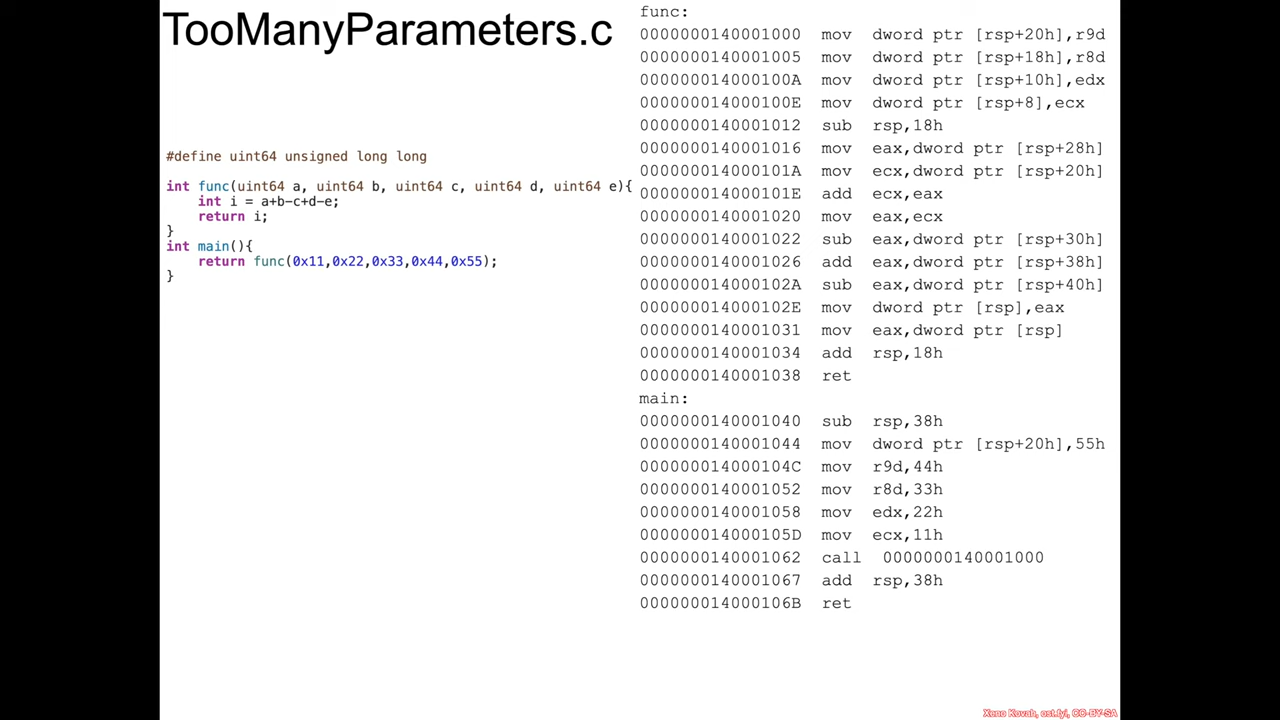 TooManyParameters.c
#define uint64 unsigned long long
int func(uint64 a, uint64 b, uint64 c, uint64 d, uint64 e){
int i = a+b-c+d-e;
return i;
}
int main(){
return func(0x11,0x22,0x33,0x44,0x55);
}
func:
0000000140001000 mov dword ptr [rsp+20h],r9d
0000000140001005 mov dword ptr [rsp+18h],r8d
000000014000100A mov dword ptr [rsp+10h],edx
000000014000100E mov dword ptr [rsp+8],ecx
0000000140001012 sub rsp,18h
0000000140001016 mov eax,dword ptr [rsp+28h]
000000014000101A mov ecx,dword ptr [rsp+20h]
000000014000101E add ecx,eax
0000000140001020 mov eax,ecx
0000000140001022 sub eax,dword ptr [rsp+30h]
0000000140001026 add eax,dword ptr [rsp+38h]
000000014000102A sub eax,dword ptr [rsp+40h]
000000014000102E mov dword ptr [rsp],eax
0000000140001031 mov eax,dword ptr [rsp]
0000000140001034 add rsp,18h
0000000140001038 ret
main:
0000000140001040 sub rsp,38h
0000000140001044 mov dword ptr [rsp+20h],55h
000000014000104C mov r9d,44h
0000000140001052 mov r8d,33h
0000000140001058 mov edx,22h
000000014000105D mov ecx,11h
0000000140001062 call 0000000140001000
0000000140001067 add rsp,38h
000000014000106B ret
Xeno Kovah, ost.fyi, CC-BY-SA